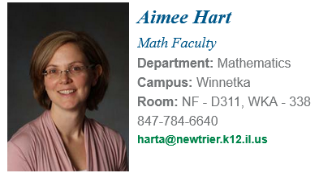 Aimee Hart
Math Faculty
Department: Mathematics
Campus: Winnetka
Room: NF - D311, WKA - 338
847-784-6640
harta@newtrier.k12.il.us